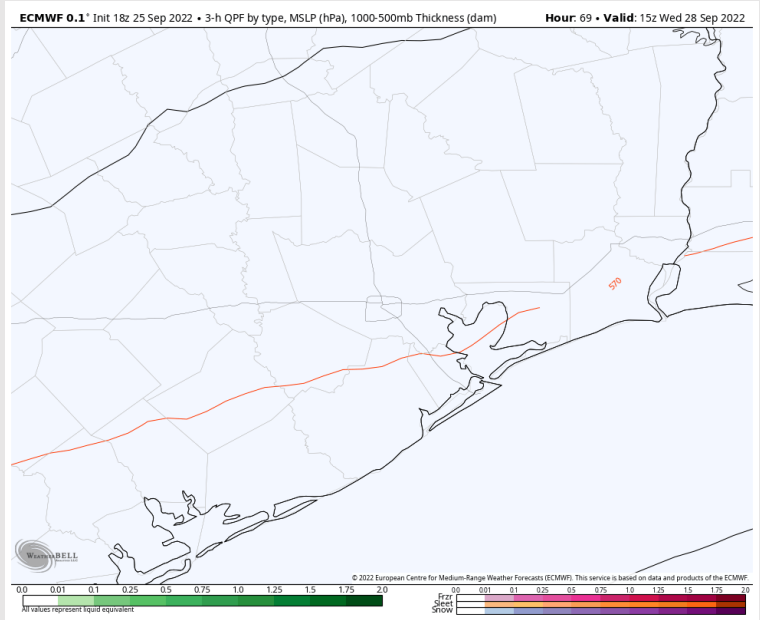 ECMWF 0.1° Init 18z 25 Sep 2022 • 3-h QPF by type, MSLP (hPa), 1000-500mb Thickness (dam) Hour: 69 • Valid: 15z Wed 28 Sep 2022
570
WEATHERBELL
© 2022 European Centre for Medium-Range Weather Forecasts (ECMWF). This service is based on data and products of the ECMWF.
0.0 0.01 0.1 0.25 0.5 0.75 1.0 1.25 1.5 1.75 2.0
All values represent liquid equivalent
0.0 0.01 0.1 0.25 0.5 0.75 1.0 1.25 1.5 1.75 2.0
Frzr
Sleet
Snow